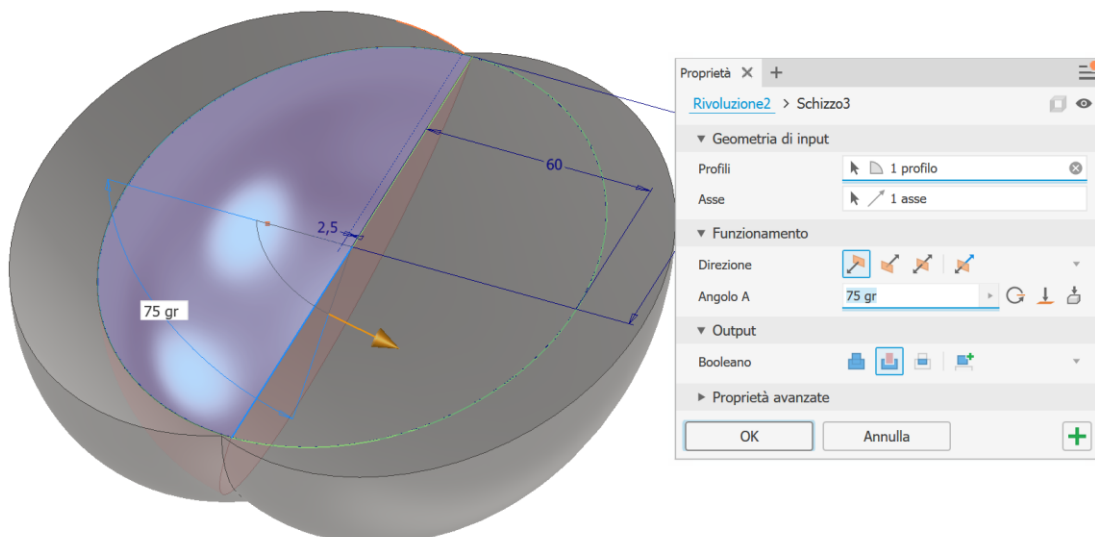 60
2,5
75 gr
Proprietà × +
Rivoluzione2 > Schizzo3
Geometria di input
Profili 1 profilo
Asse 1 asse
Funzionamento
Direzione
Angolo A 75 gr
Output
Booleano
Proprietà avanzate
OK Annulla